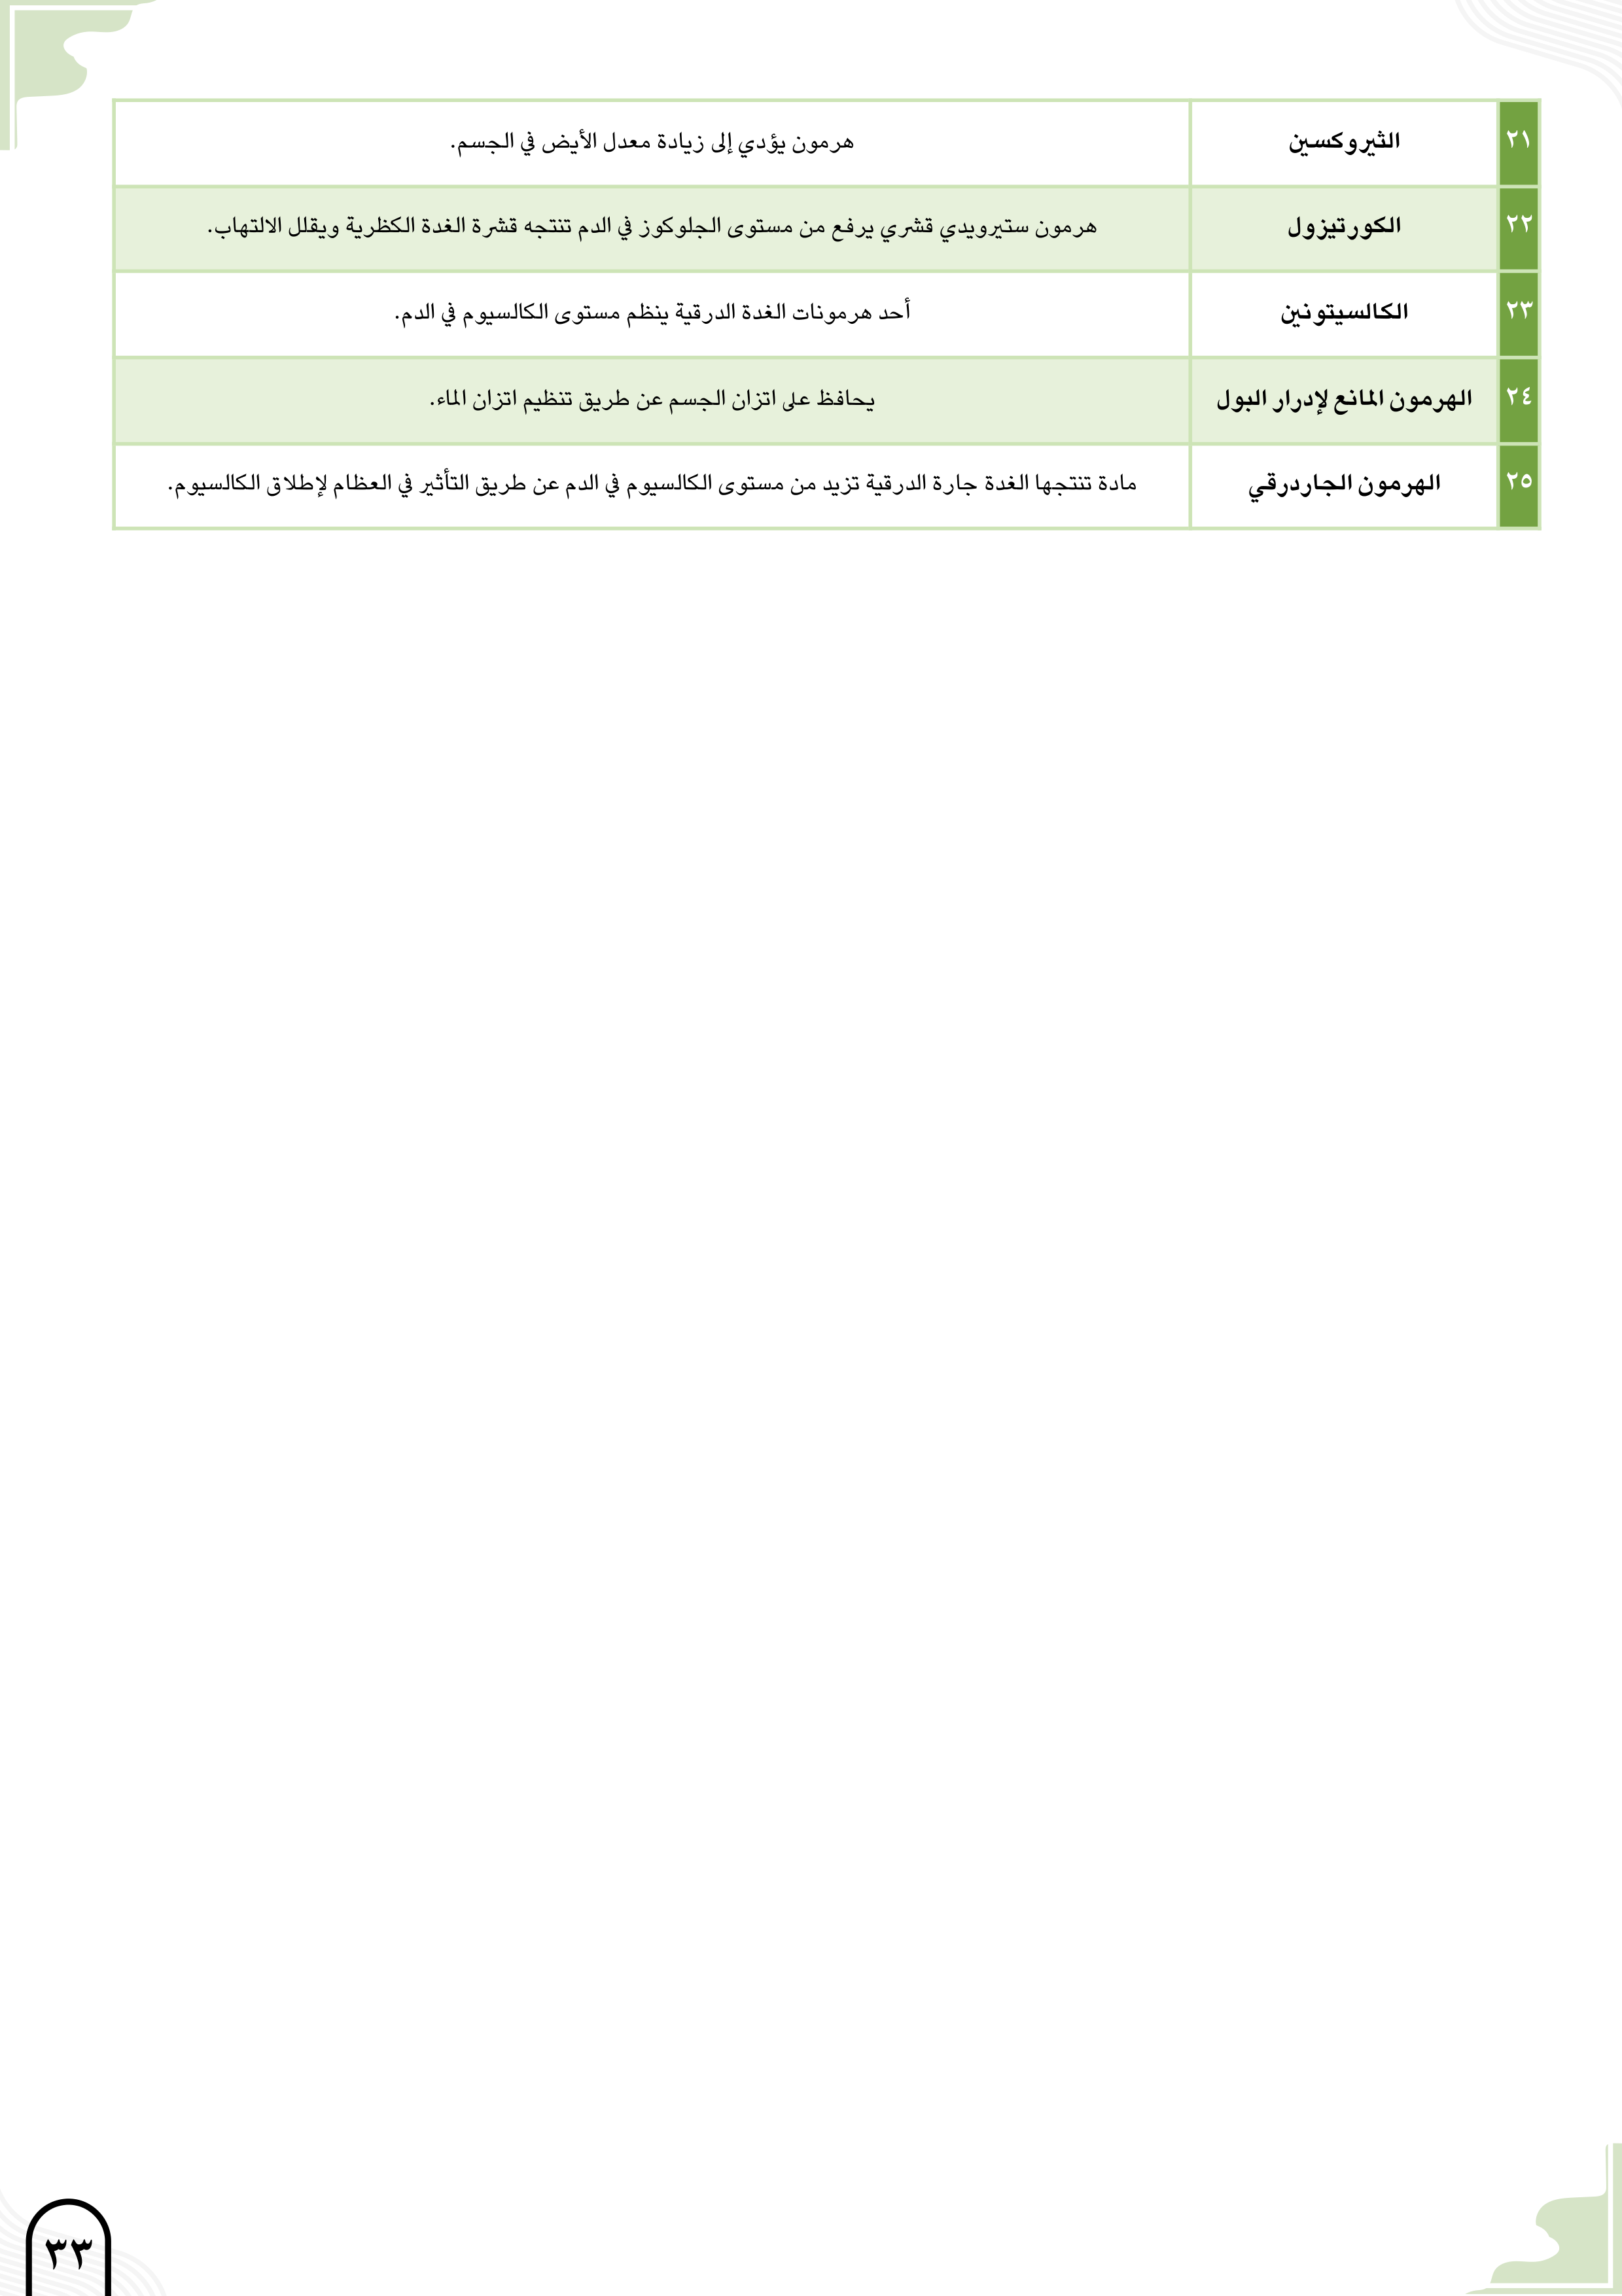 ٢١ الثيروكسين هرمون يؤدي إلى زيادة معدل الأيض في الجسم.
٢٢ الكورتيزول هرمون ستيرويدي قشري يرفع من مستوى الجلوكوز في الدم تنتجه قشرة الغدة الكظرية ويقلل الالتهاب.
٢٣ الكالسيتونين أحد هرمونات الغدة الدرقية ينظم مستوى الكالسيوم في الدم.
٢٤ الهرمون المانع لإدرار البول يحافظ على اتزان الجسم عن طريق تنظيم اتزان الماء.
٢٥ الهرمون الجاردرقي مادة تنتجها الغدة جارة الدرقية تزيد من مستوى الكالسيوم في الدم عن طريق التأثير في العظام لإطلاق الكالسيوم.
٣٣